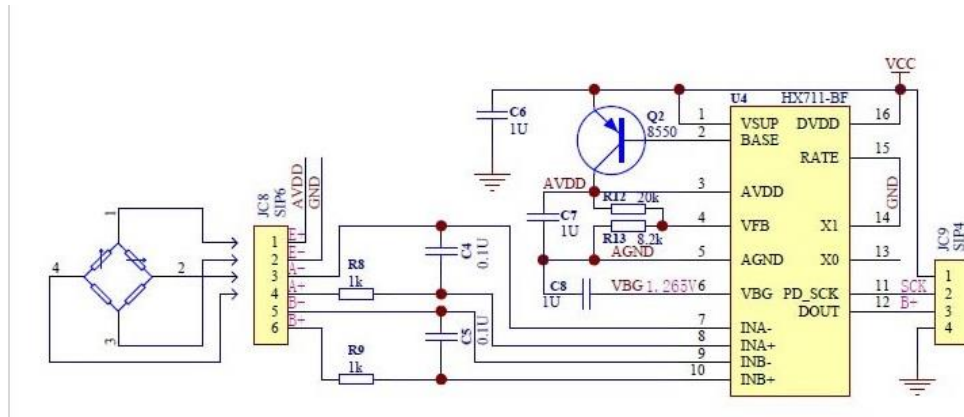 VCC
U4 HX711-BF
C6
1U
Q2
8550
1 VSUP DVDD 16
2 BASE
RATE 15
AVDD 3 AVDD
R12 20k
GND
C7
1U
4 VFB X1 14
R13 8.2k
AGND 5 AGND X0 13
C8
1U
VBG 1.265V 6 VBG PD_SCK 11 SCK
DOUT 12 B+
7 INA-
8 INA+
9 INB-
10 INB+
JC9
SIP4
1
2
3
4
JC8
SIP6
AVDD
GND
1 E+
2 E-
3 A-
4 A+
5 B-
6 B+
C4
0.1U
R8
1k
C5
0.1U
R9
1k
1
4
2
3